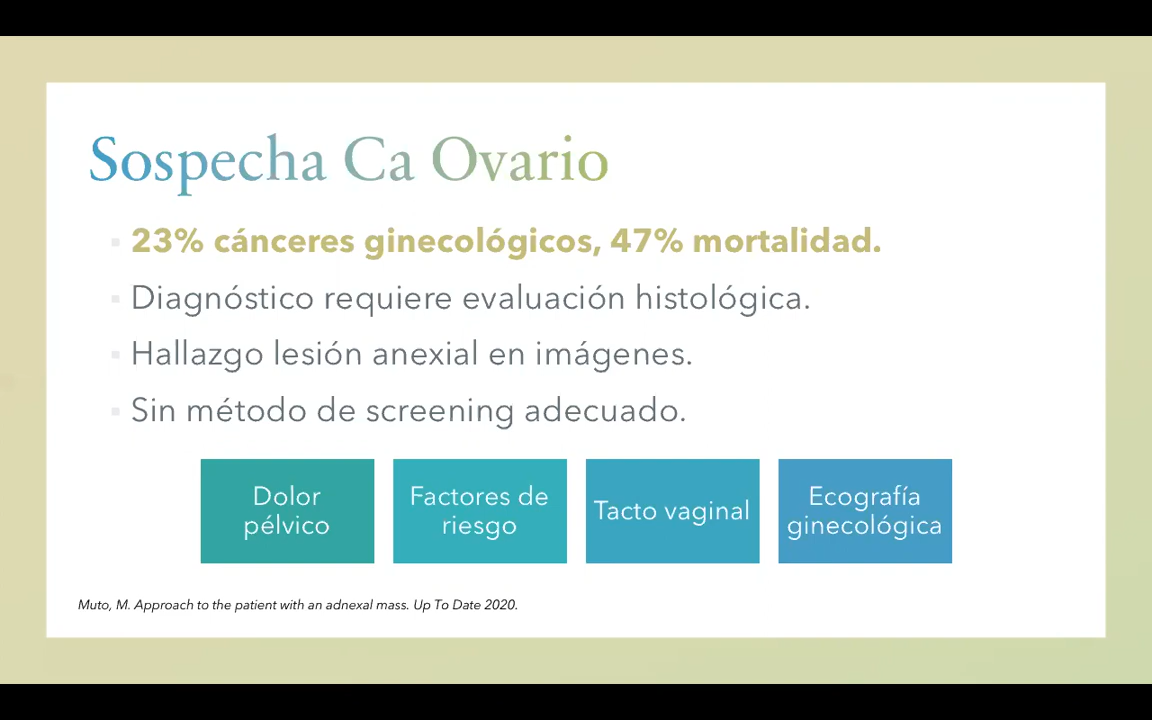 Sospecha Ca Ovario
23% cánceres ginecológicos, 47% mortalidad.
Diagnóstico requiere evaluación histológica.
Hallazgo lesión anexial en imágenes.
Sin método de screening adecuado.
Dolor
pélvico
Factores de
riesgo
Tacto vaginal
Ecografía
ginecológica
Muto, M. Approach to the patient with an adnexal mass. Up To Date 2020.